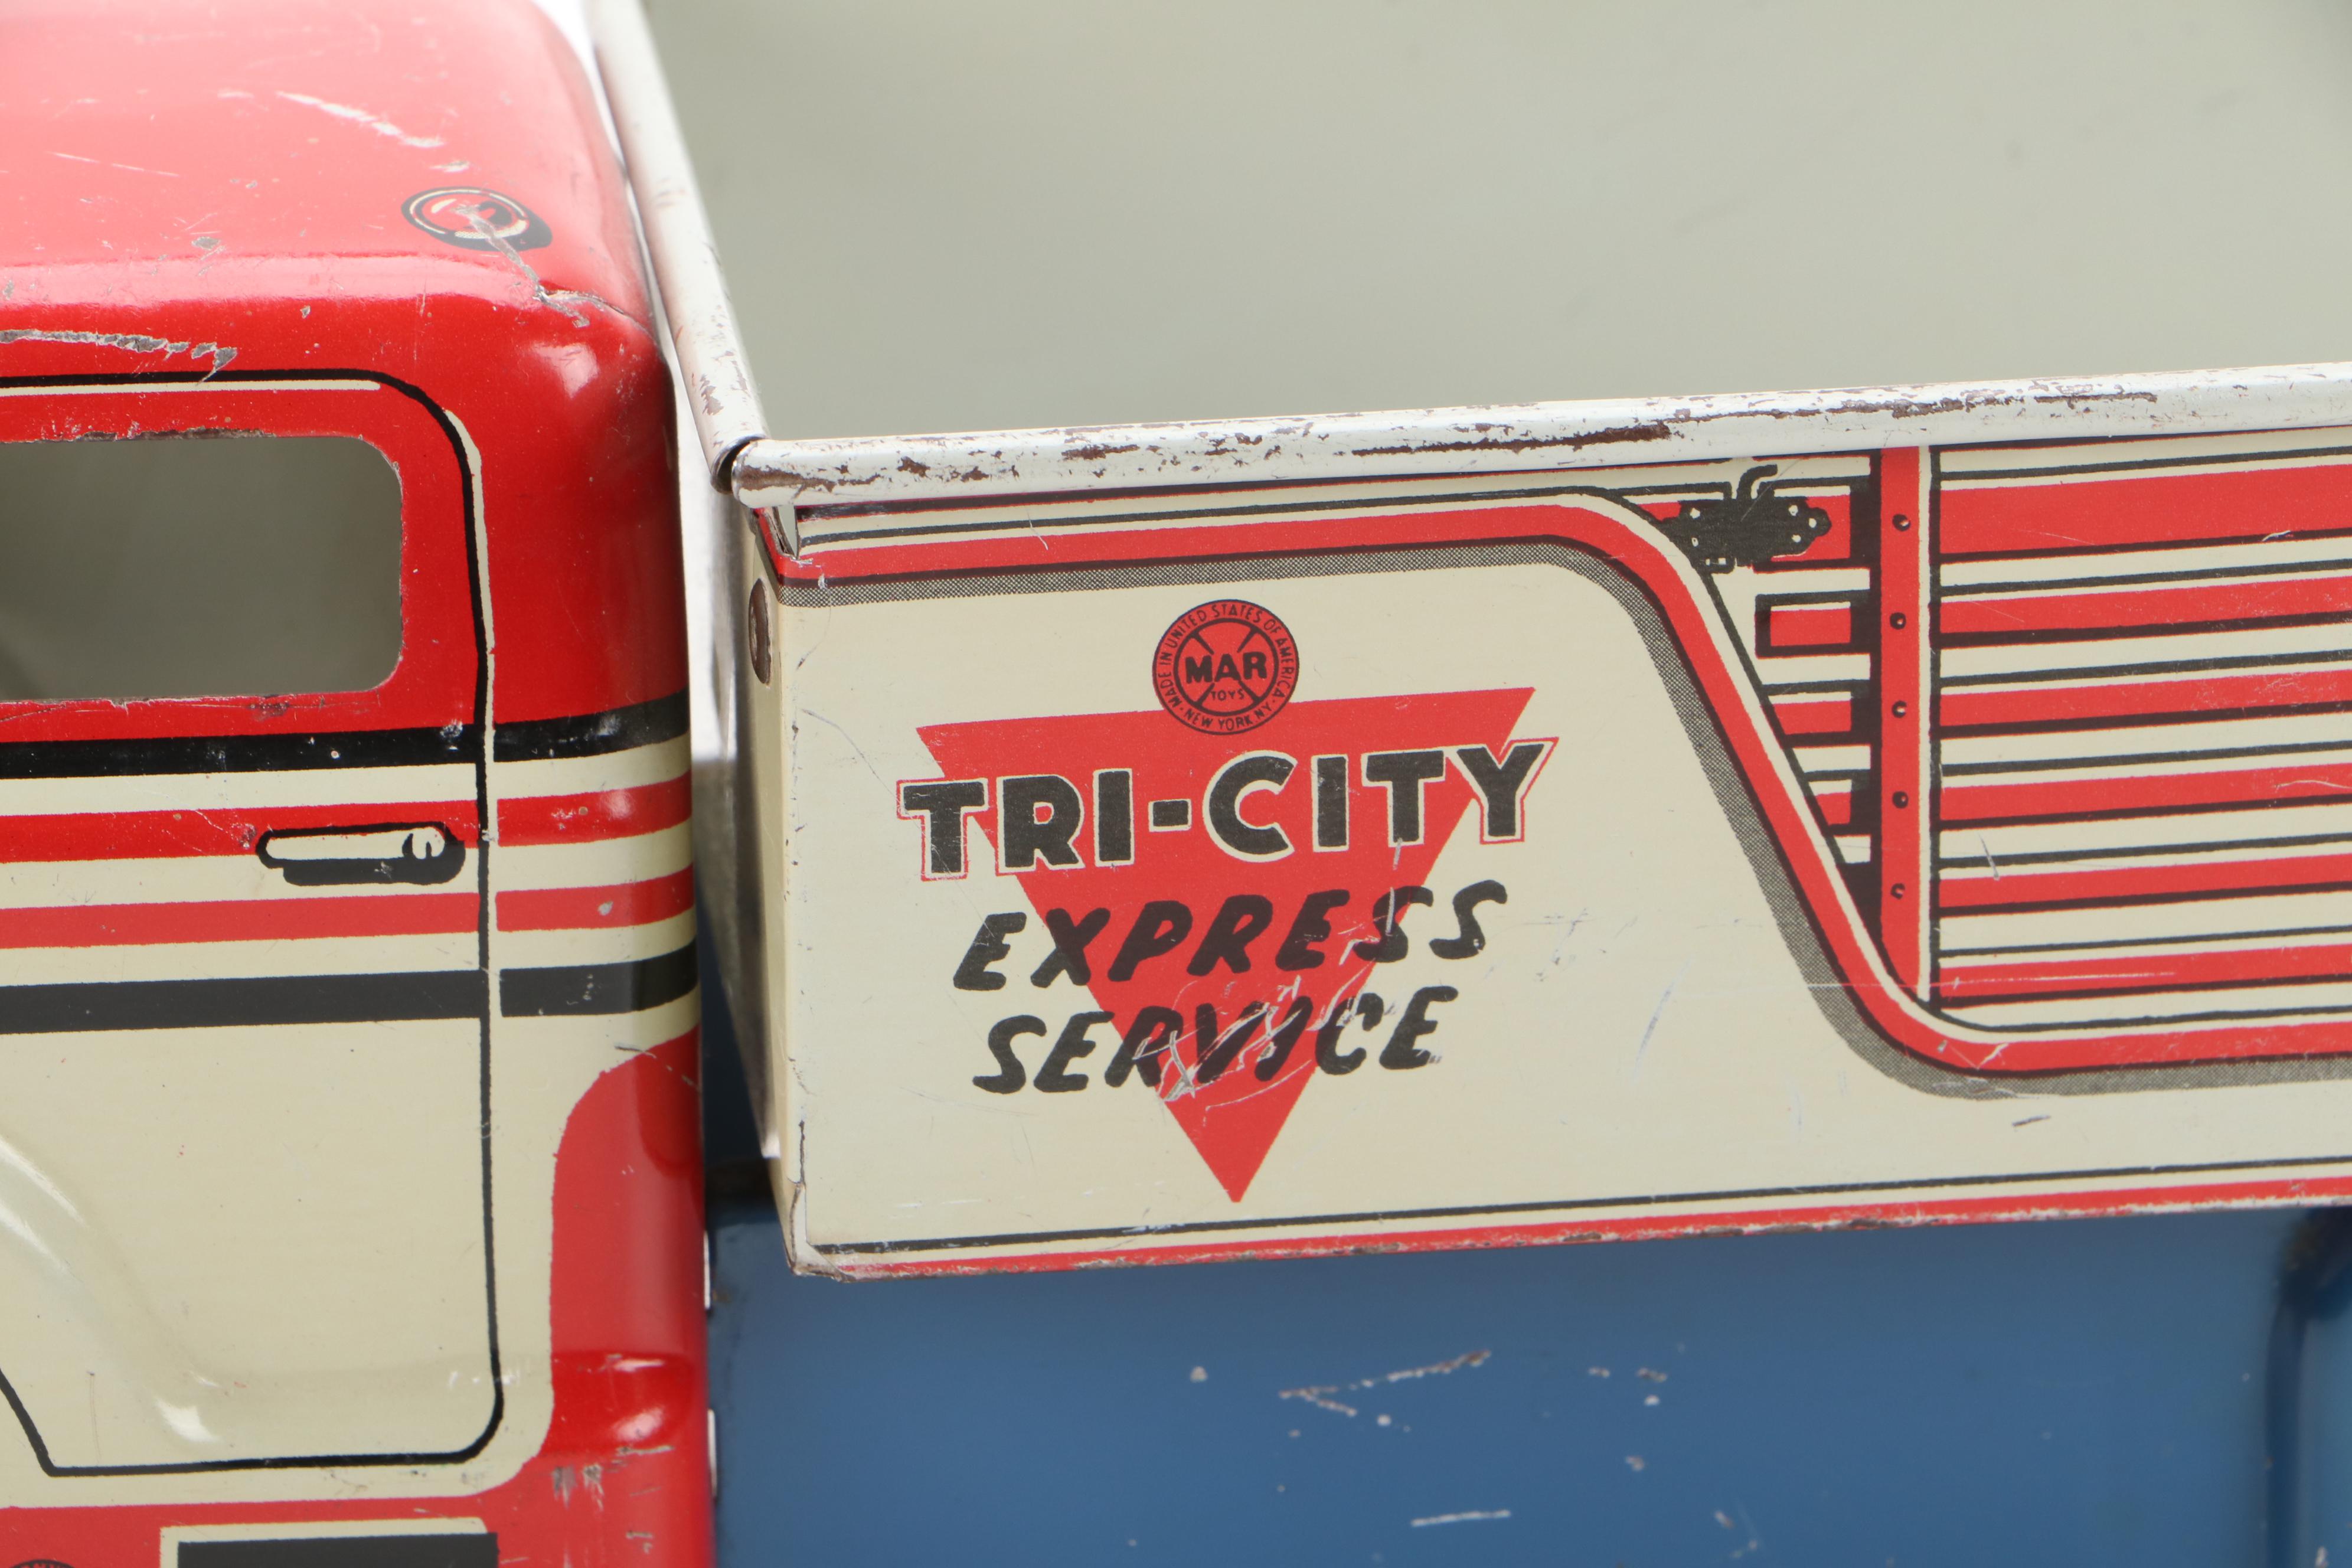 MADE IN UNITED STATES OF AMERICA
MAR
TOYS
• NEW YORK N.Y. •
TRI-CITY
EXPRESS
SERVICE